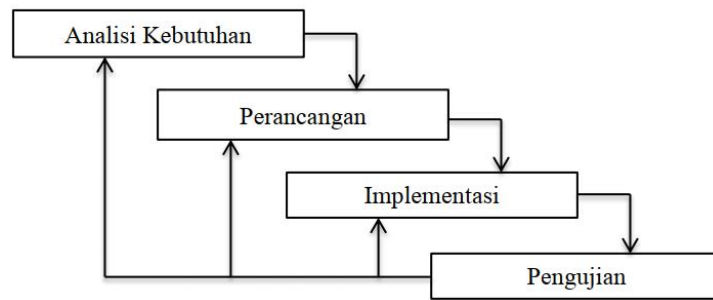 Analisi Kebutuhan
Perancangan
Implementasi
Pengujian